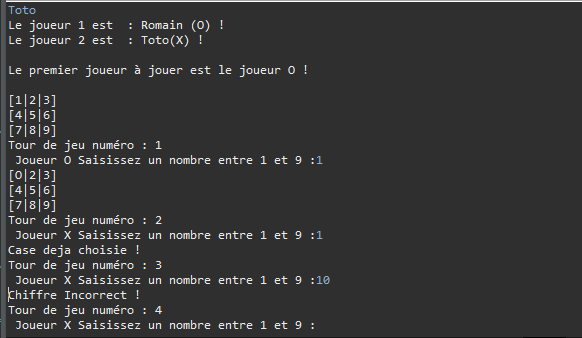 Toto
Le joueur 1 est  : Romain (O) !
Le joueur 2 est  : Toto(X) !
Le premier joueur à jouer est le joueur O !
[1|2|3]
[4|5|6]
[7|8|9]
Tour de jeu numéro : 1
 Joueur O Saisissez un nombre entre 1 et 9 :1
[O|2|3]
[4|5|6]
[7|8|9]
Tour de jeu numéro : 2
 Joueur X Saisissez un nombre entre 1 et 9 :1
Case deja choisie !
Tour de jeu numéro : 3
 Joueur X Saisissez un nombre entre 1 et 9 :10
Chiffre Incorrect !
Tour de jeu numéro : 4
 Joueur X Saisissez un nombre entre 1 et 9 :